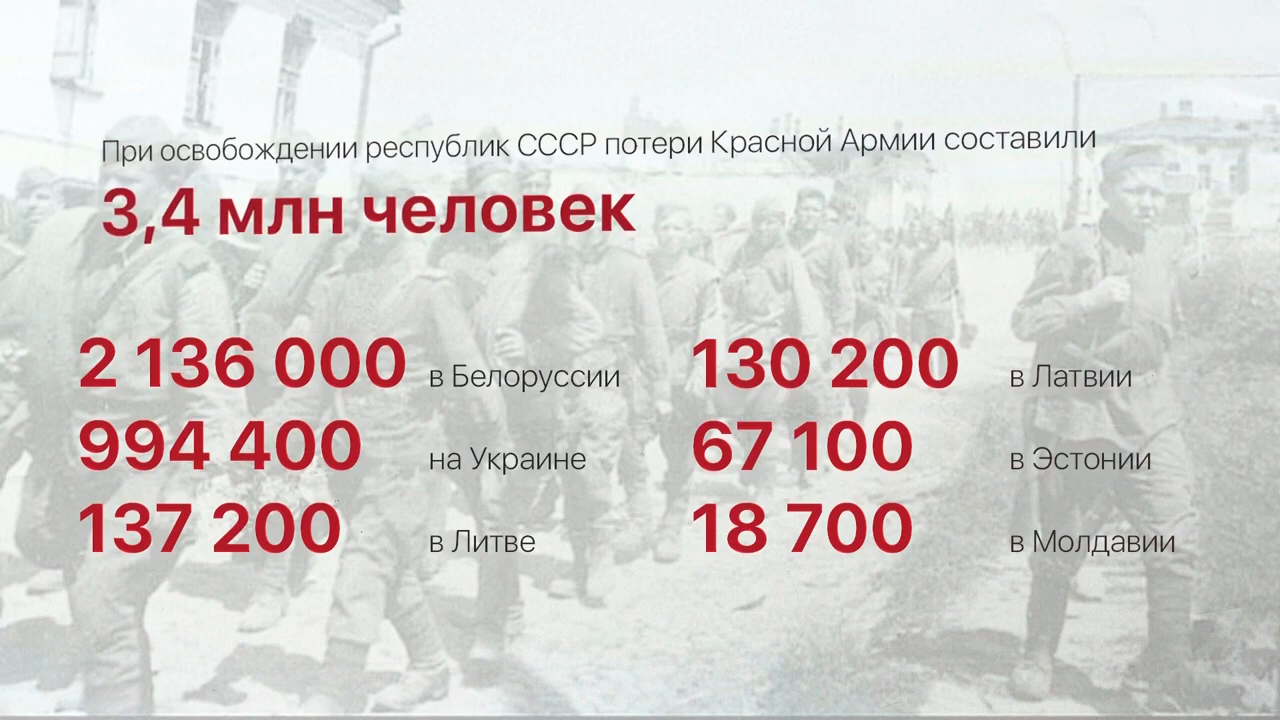 При освобождении республик СССР потери Красной Армии составили
3,4 млн человек
2 136 000 в Белоруссии
994 400 на Украине
137 200 в Литве
130 200 в Латвии
67 100 в Эстонии
18 700 в Молдавии